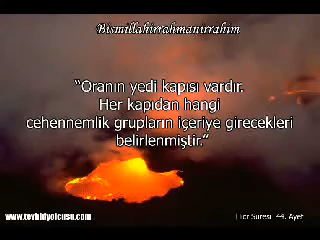 Bismillahirrahmanirrahim
“Oranın yedi kapısı vardır.
Her kapıdan hangi
cehennemlik grupların içeriye girecekleri
belirlenmiştir.”
www.tevhidyolcusu.com
Hicr Suresi 44. Ayet